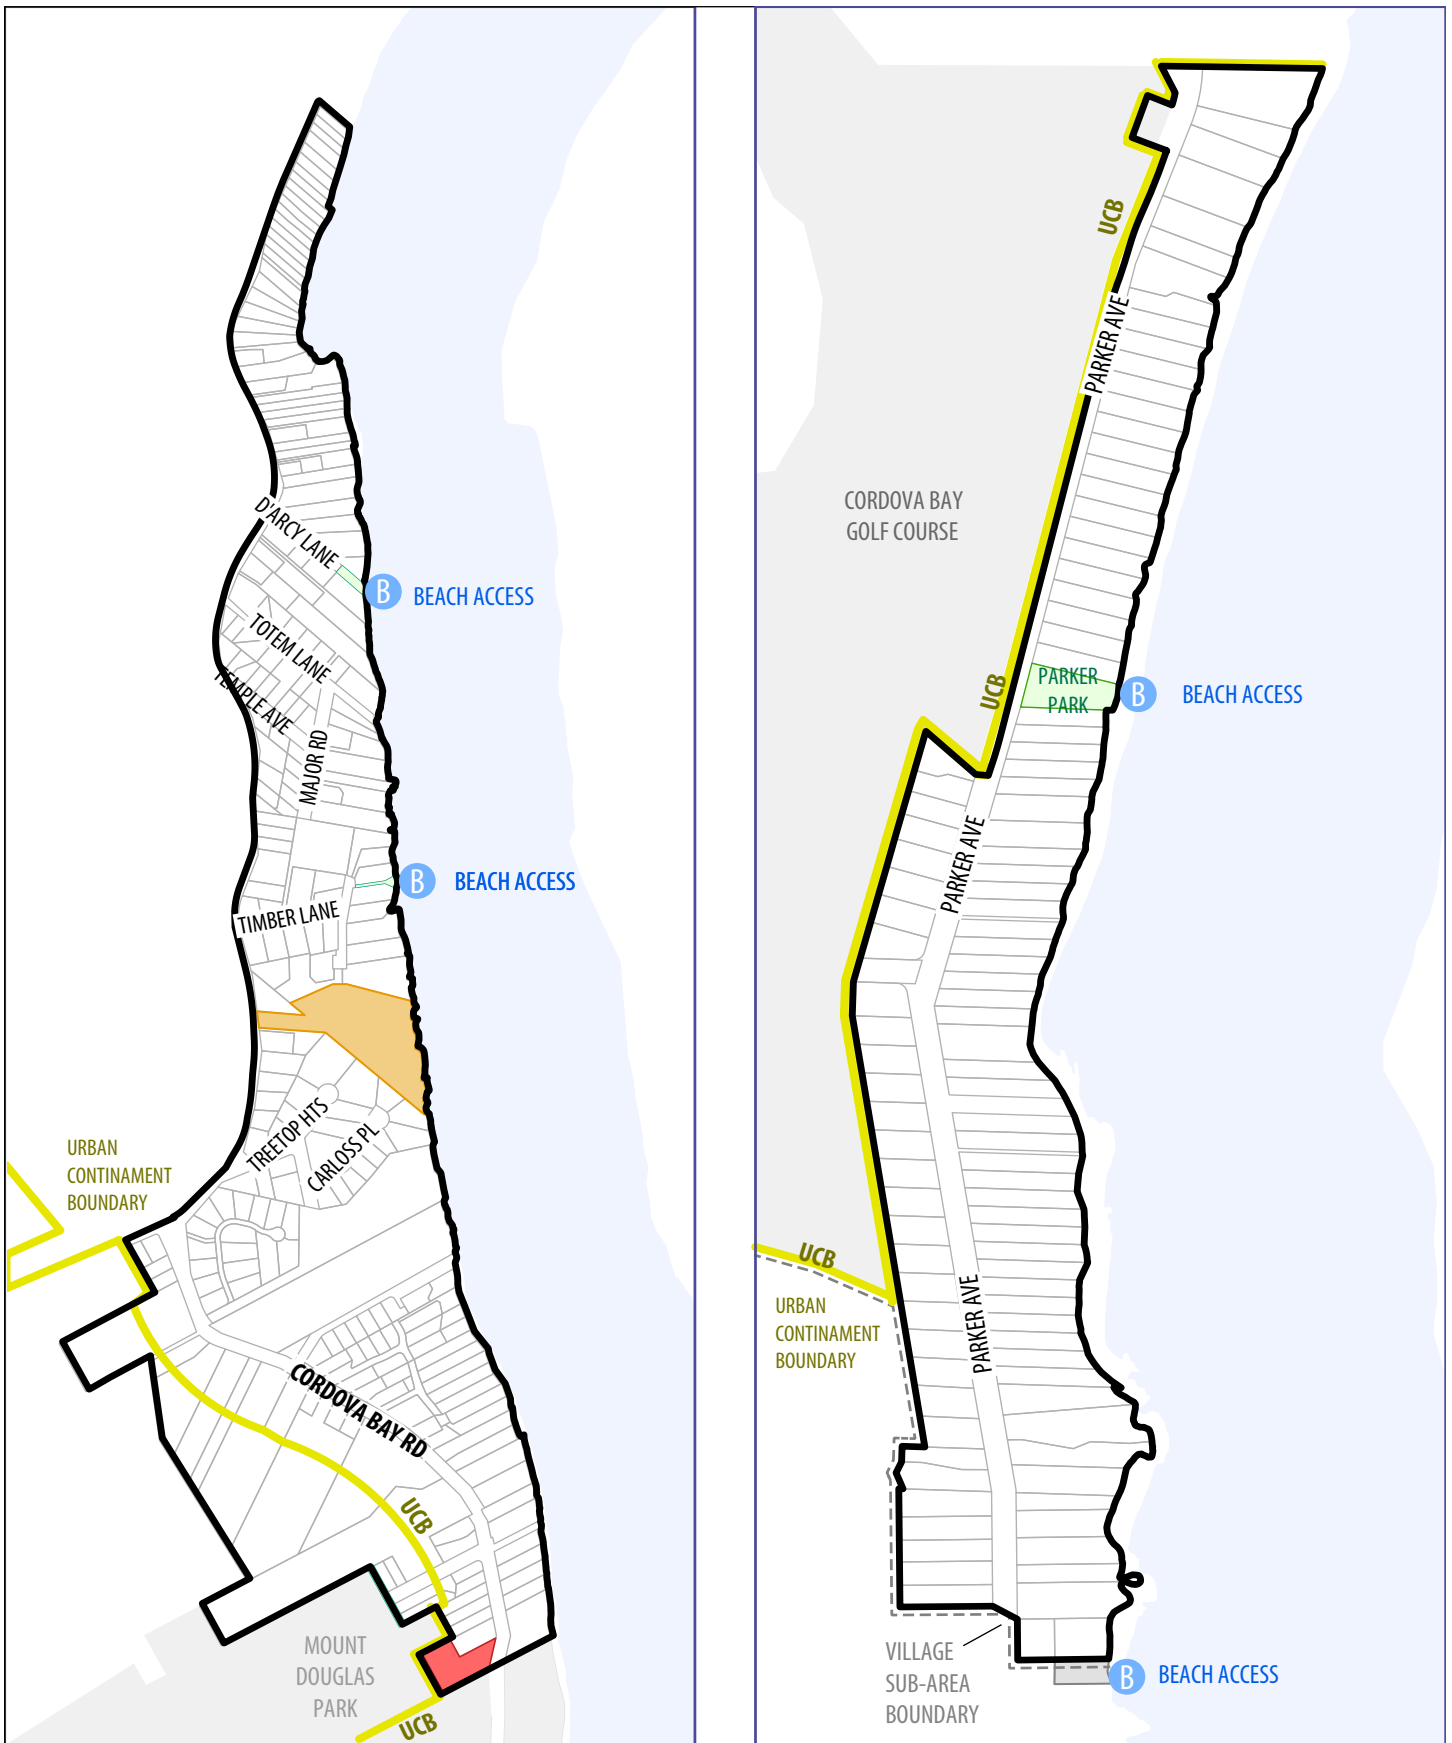 D'ARCY LANE
B
BEACH ACCESS
TOTEM LANE
TEMPLE AVE
MAJOR RD
B
BEACH ACCESS
TIMBER LANE
TREETOP HTS
CARLOSS PL
URBAN
CONTINAMENT
BOUNDARY
CORDOVA BAY RD
UCB
MOUNT
DOUGLAS
PARK
UCB
UCB
PARKER AVE
CORDOVA BAY
GOLF COURSE
UCB
PARKER
PARK
B
BEACH ACCESS
PARKER AVE
UCB
URBAN
CONTINAMENT
BOUNDARY
PARKER AVE
VILLAGE
SUB-AREA
BOUNDARY
B
BEACH ACCESS